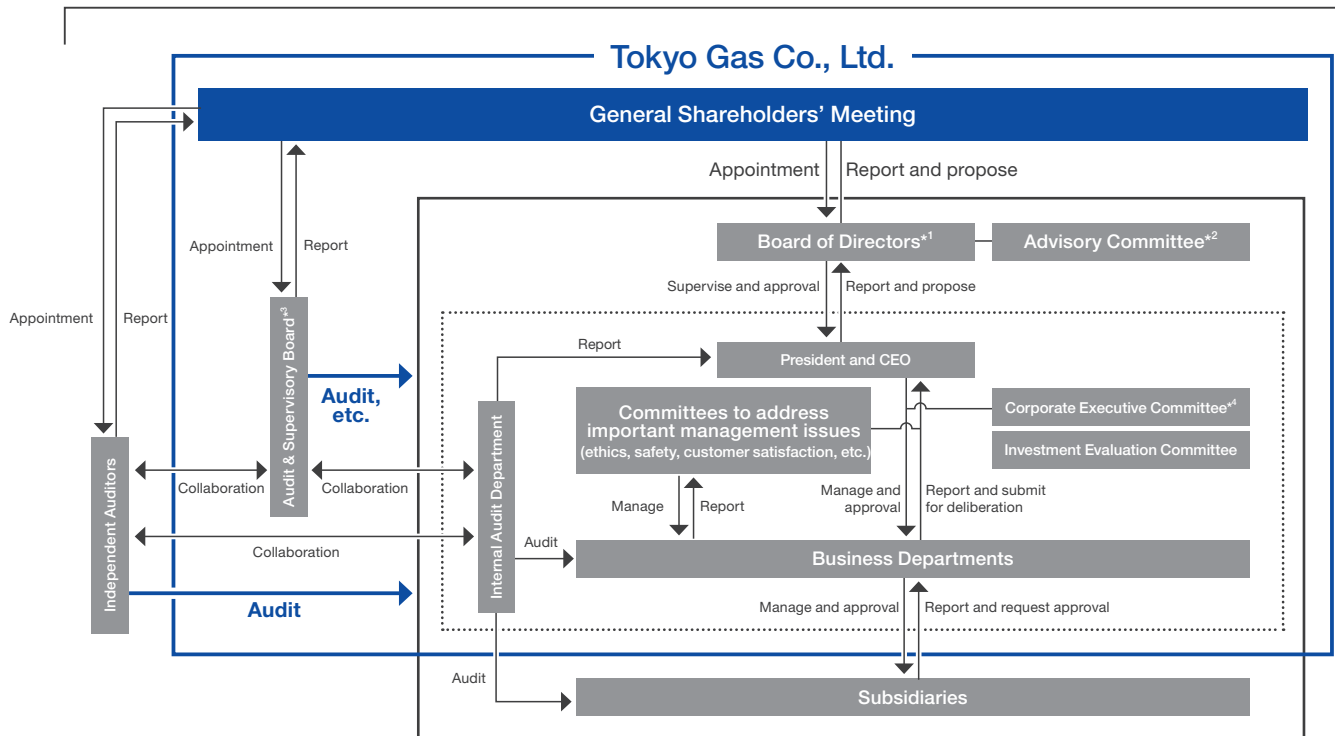 Tokyo Gas Co., Ltd.
General Shareholders’ Meeting
Appointment
Report and propose
Board of Directors*1
Advisory Committee*2
Appointment
Report
Supervise and approval
Report and propose
Appointment
Report
Audit & Supervisory Board*3
Report
President and CEO
Audit,
etc.
Committees to address
important management issues
(ethics, safety, customer satisfaction, etc.)
Corporate Executive Committee*4
Investment Evaluation Committee
Independent Auditors
Internal Audit Department
Collaboration
Collaboration
Manage
Report
Manage and
approval
Report and submit
for deliberation
Collaboration
Audit
Business Departments
Audit
Manage and approval
Report and request approval
Audit
Subsidiaries